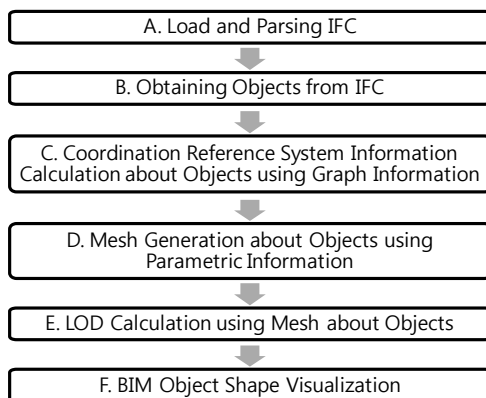 A. Load and Parsing IFC
B. Obtaining Objects from IFC
C. Coordination Reference System Information
Calculation about Objects using Graph Information
D. Mesh Generation about Objects using
Parametric Information
E. LOD Calculation using Mesh about Objects
F. BIM Object Shape Visualization